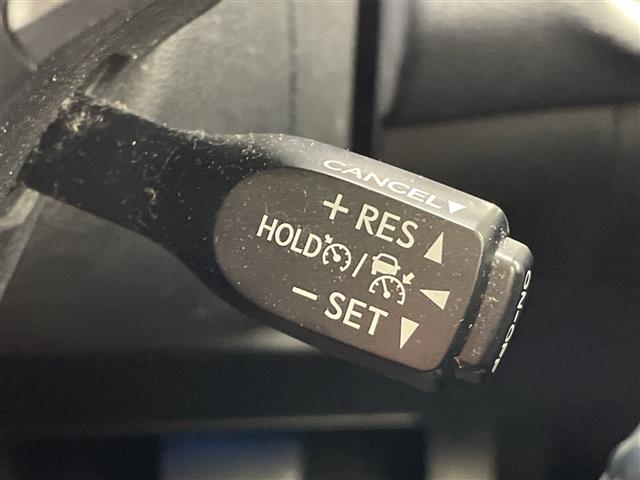 CANCEL ▼
+ RES ▲
HOLD / ◀
− SET ▼
ON-OFF